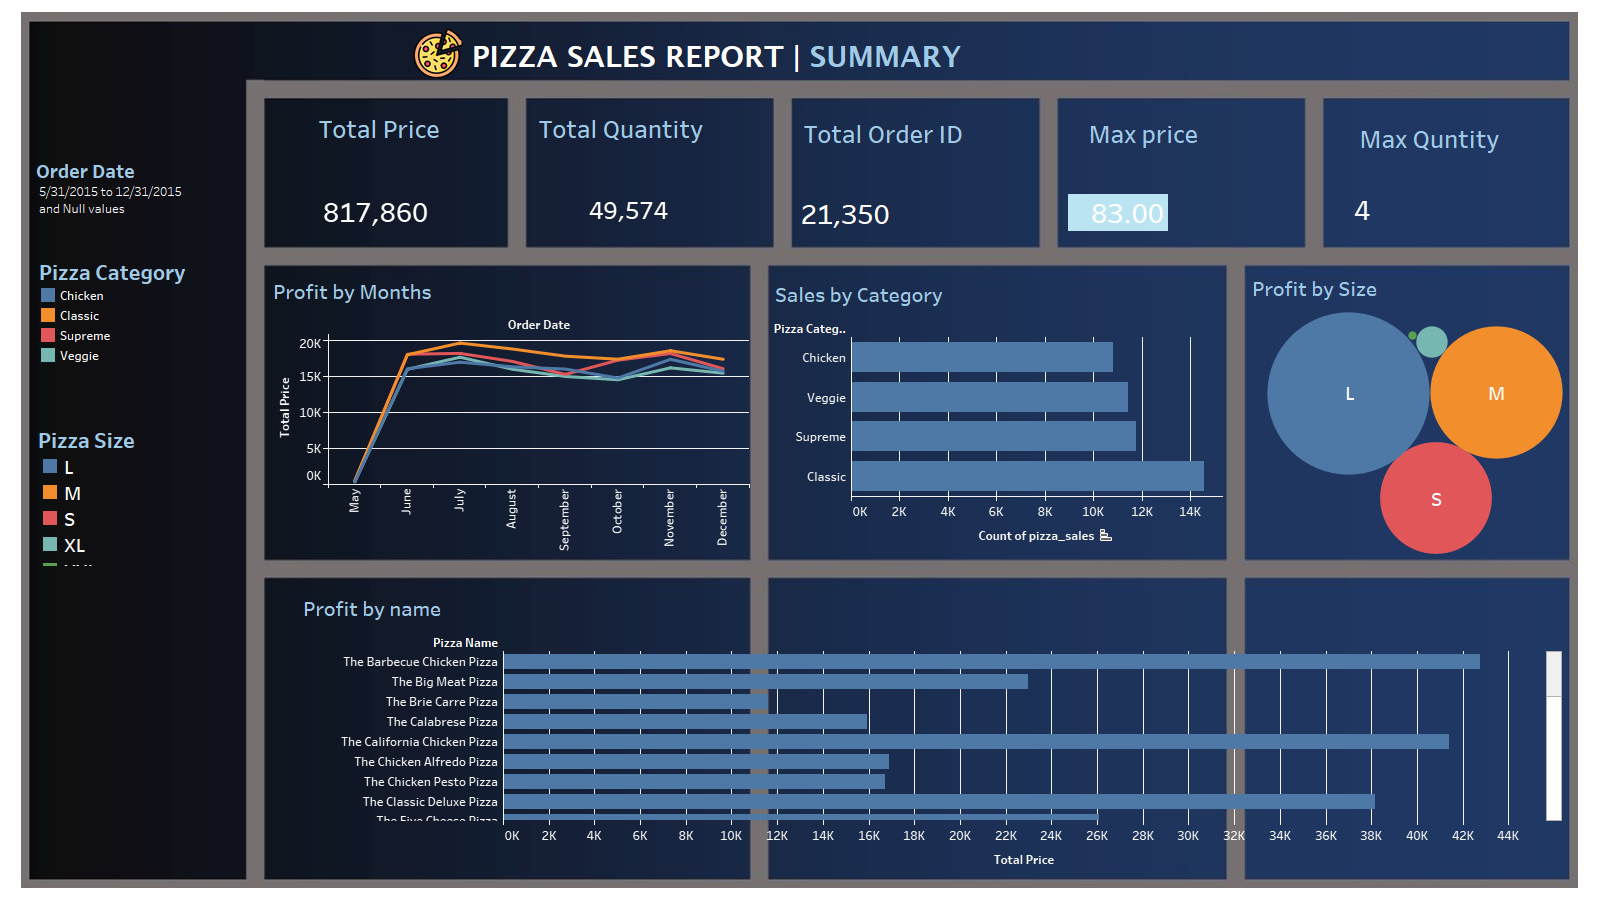 PIZZA SALES REPORT | SUMMARY
Total Price
817,860
Total Quantity
49,574
Total Order ID
21,350
Max price
83.00
Max Quntity
4
Order Date
5/31/2015 to 12/31/2015
and Null values
Pizza Category
Chicken
Classic
Supreme
Veggie
Pizza Size
L
M
S
XL
Profit by Months
Order Date
Total Price
20K
15K
10K
5K
0K
May
June
July
August
September
October
November
December
Sales by Category
Pizza Categ..
Chicken
Veggie
Supreme
Classic
0K 2K 4K 6K 8K 10K 12K 14K
Count of pizza_sales
Profit by Size
L
M
S
Profit by name
Pizza Name
The Barbecue Chicken Pizza
The Big Meat Pizza
The Brie Carre Pizza
The Calabrese Pizza
The California Chicken Pizza
The Chicken Alfredo Pizza
The Chicken Pesto Pizza
The Classic Deluxe Pizza
The Five Cheese Pizza
0K 2K 4K 6K 8K 10K 12K 14K 16K 18K 20K 22K 24K 26K 28K 30K 32K 34K 36K 38K 40K 42K 44K
Total Price